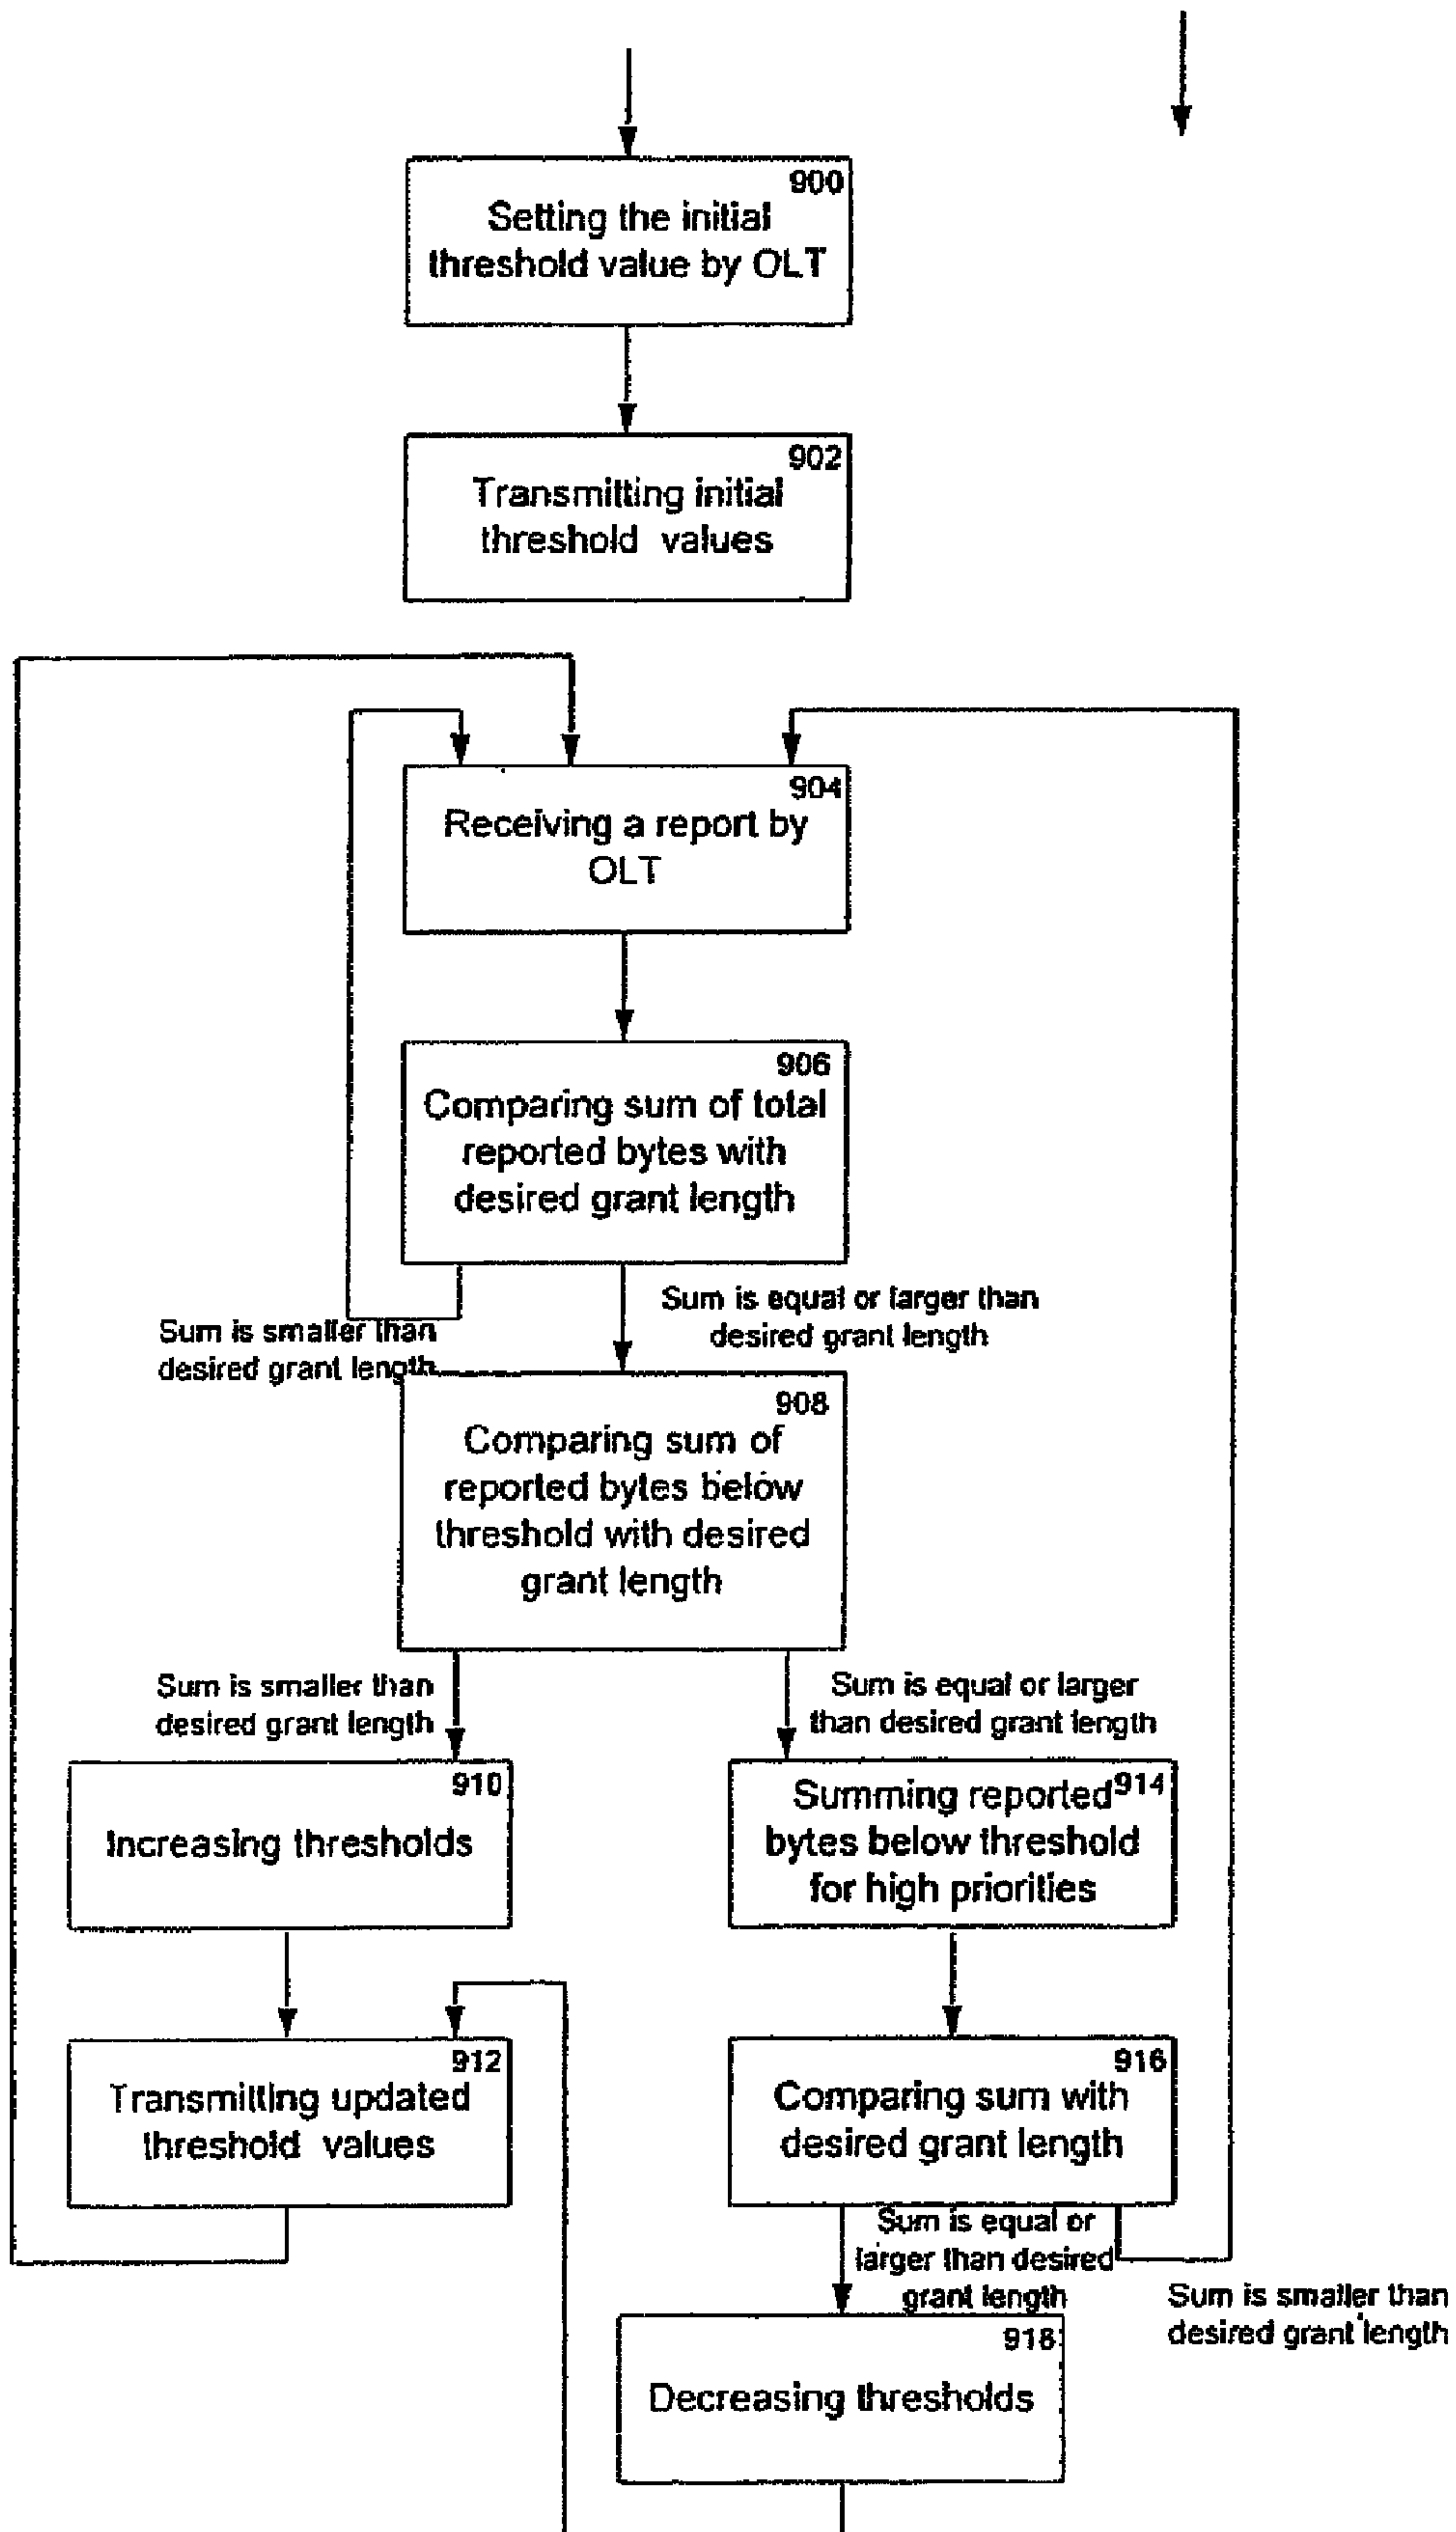 900
Setting the initial
threshold value by OLT
902
Transmitting initial
threshold values
904
Receiving a report by
OLT
906
Comparing sum of total
reported bytes with
desired grant length
Sum is equal or larger than
desired grant length
Sum is smaller than
desired grant length
908
Comparing sum of
reported bytes below
threshold with desired
grant length
Sum is smaller than
desired grant length
Sum is equal or larger
than desired grant length
910
Increasing thresholds
914
Summing reported
bytes below threshold
for high priorities
912
Transmitting updated
threshold values
916
Comparing sum with
desired grant length
Sum is equal or
larger than desired
grant length
Sum is smaller than
desired grant length
918
Decreasing thresholds